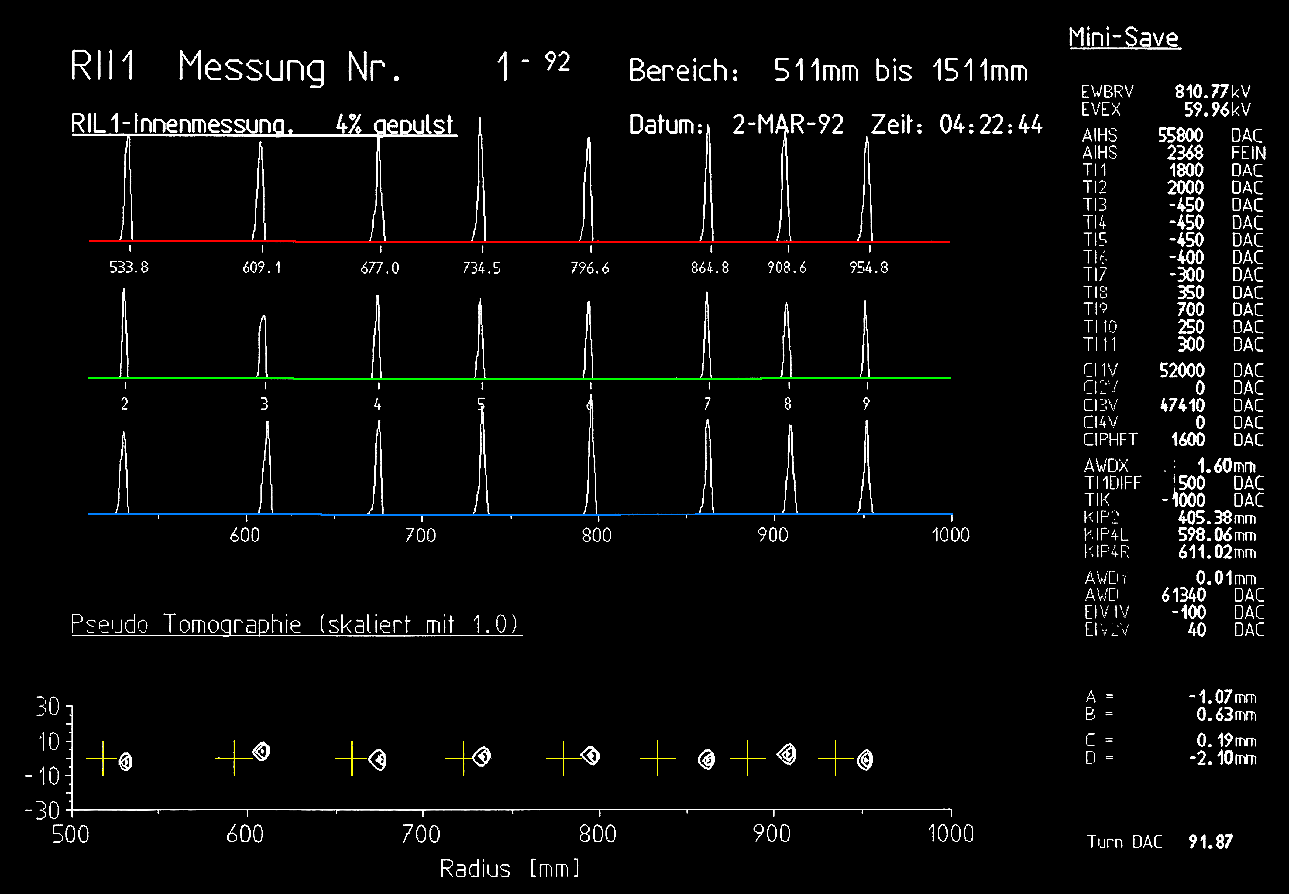 RII1 Messung Nr. 1 - 92 Bereich: 511mm bis 1511mm
RIL1-Innenmessung. 4% gepulst Datum: 2-MAR-92 Zeit: 04:22:44
533.8 609.1 677.0 734.5 796.6 864.8 908.6 954.8
2 3 4 5 6 7 8 9
600 700 800 900 1000
Pseudo Tomographie (skaliert mit 1.0)
30
10
-10
-30
500 600 700 800 900 1000
Radius [mm]
Mini-Save
EWBRV 810.77kV
EVEX 59.96kV
AIHS 55800 DAC
AIHS 2368 FEIN
TI1 1800 DAC
TI2 2000 DAC
TI3 -450 DAC
TI4 -450 DAC
TI5 -450 DAC
TI6 -400 DAC
TI7 -300 DAC
TI8 350 DAC
TI9 700 DAC
TI10 250 DAC
TI11 300 DAC
CI1V 52000 DAC
CI2V 0 DAC
CI3V 47410 DAC
CI4V 0 DAC
CIPHFT 1600 DAC
AWDX 1.60mm
TI1DIFF 500 DAC
TIK -1000 DAC
KIP2 405.38mm
KIP4L 598.06mm
KIP4R 611.02mm
0.01mm
61340 DAC
EIV1V -100 DAC
EIV2V 40 DAC
A = -1.07mm
B = 0.63mm
C = 0.19mm
D = -2.10mm
Turn DAC 91.87